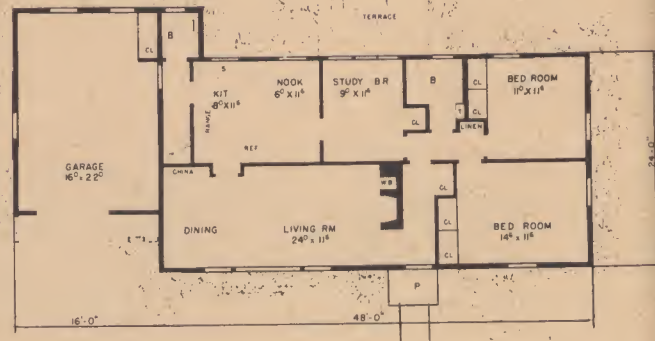 TERRACE
CL
B
S
KIT
8⁰ X 11⁶
NOOK
6⁰ X 11⁶
STUDY B.R.
9⁰ X 11⁶
B
CL
CL
BED ROOM
11⁰ X 11⁶
RANGE
REF
CL
T
LINEN
24'-0"
GARAGE
16⁰ x 22⁰
CHINA
WB
CL
CL
CL
DINING
LIVING RM
24⁰ x 11⁶
BED ROOM
14⁶ x 11⁶
P
16'-0"
48'-0"